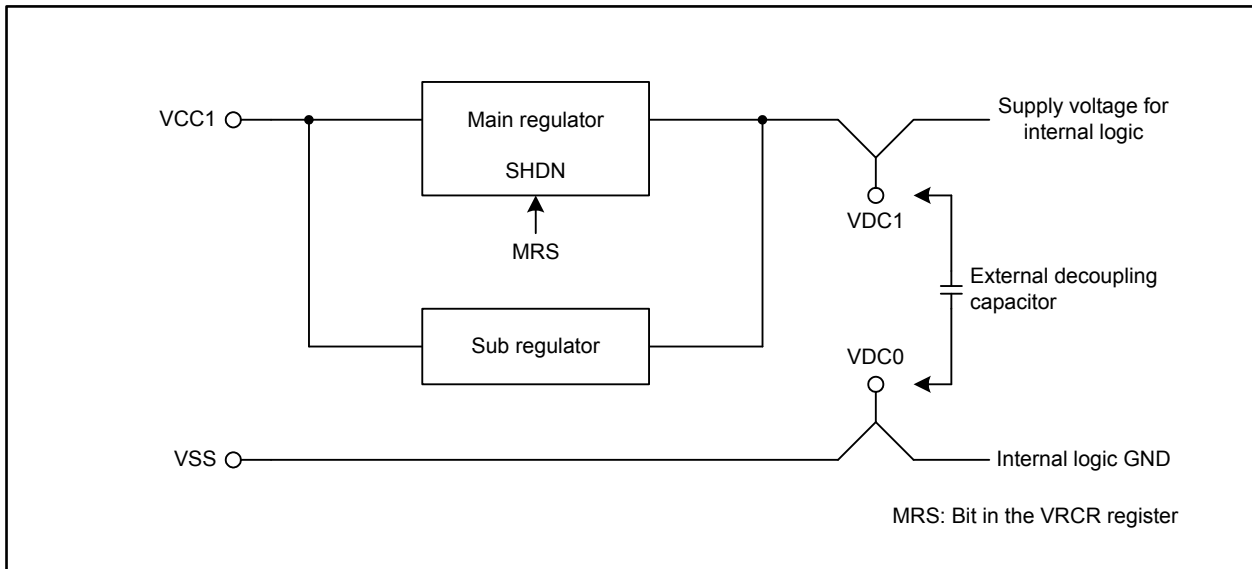 VCC1
Main regulator
SHDN
MRS
Sub regulator
Supply voltage for
internal logic
VDC1
External decoupling
capacitor
VDC0
VSS
Internal logic GND
MRS: Bit in the VRCR register